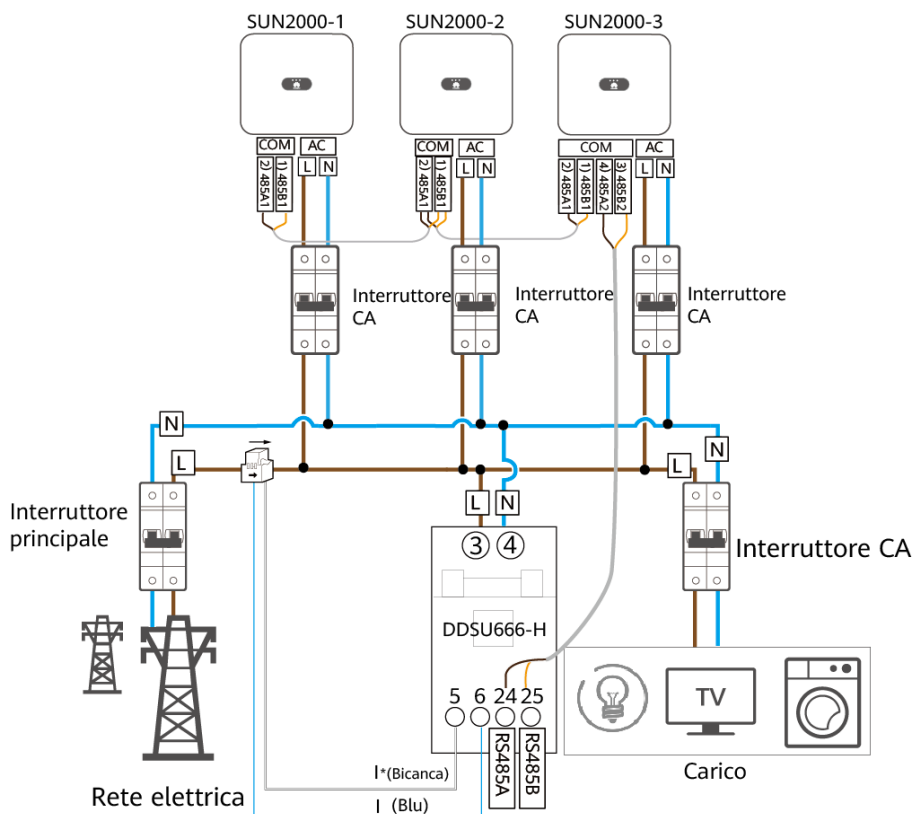 SUN2000-1
SUN2000-2
SUN2000-3
COM
AC
COM
AC
COM
AC
2) 485A1
1) 485B1
L
N
2) 485A1
1) 485B1
L
N
2) 485A1
1) 485B1
4) 485A2
3) 485B2
L
N
Interruttore
CA
Interruttore
CA
Interruttore
CA
N
L
L
N
Interruttore
principale
L
N
3
4
Interruttore CA
DDSU666-H
5
6
24
25
RS485A
RS485B
TV
I*(Bicanca)
I (Blu)
Rete elettrica
Carico